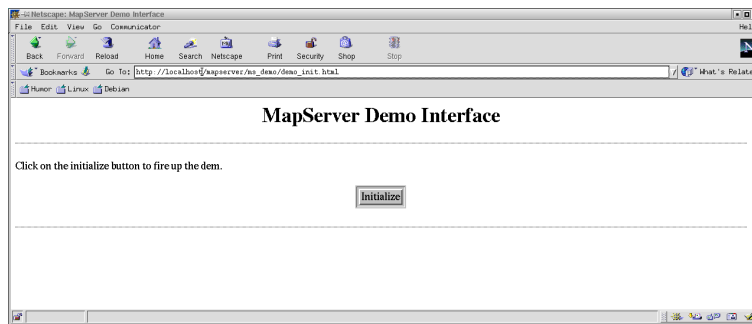 Netscape: MapServer Demo Interface
File Edit View Go Communicator Hel
Back Forward Reload Home Search Netscape Print Security Shop Stop
Bookmarks Go To: http://localhost/mapserver/ms_demo/demo_init.html What's Relate
Humor Linux Debian
MapServer Demo Interface
Click on the initialize button to fire up the dem.
Initialize